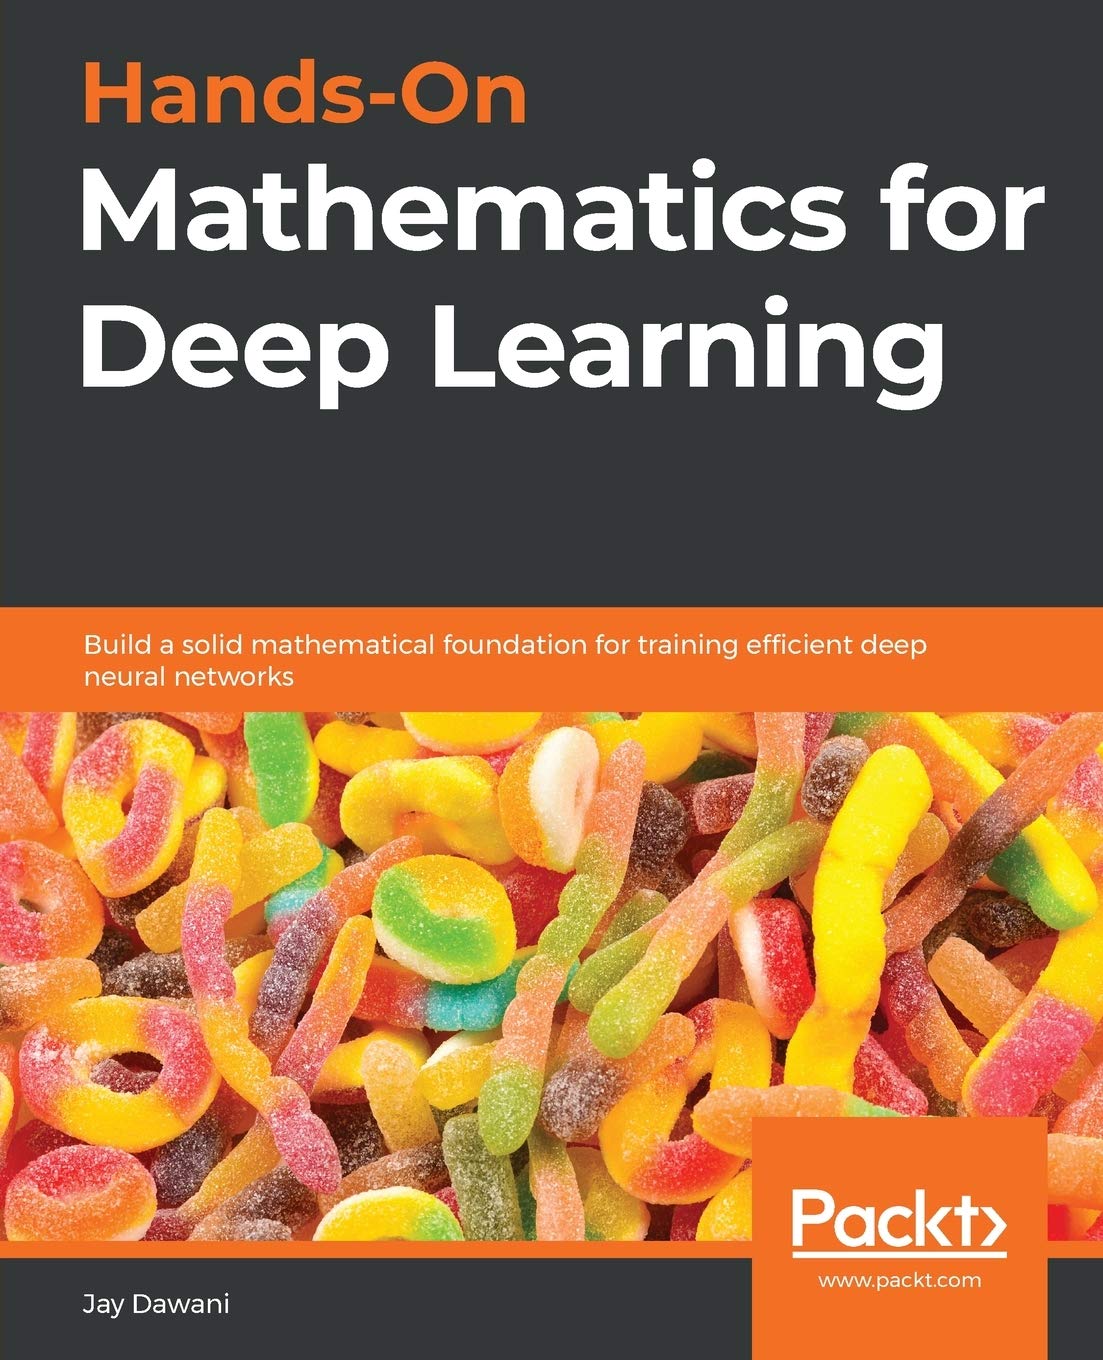 Hands-On
Mathematics for
Deep Learning
Build a solid mathematical foundation for training efficient deep
neural networks
Packt>
www.packt.com
Jay Dawani